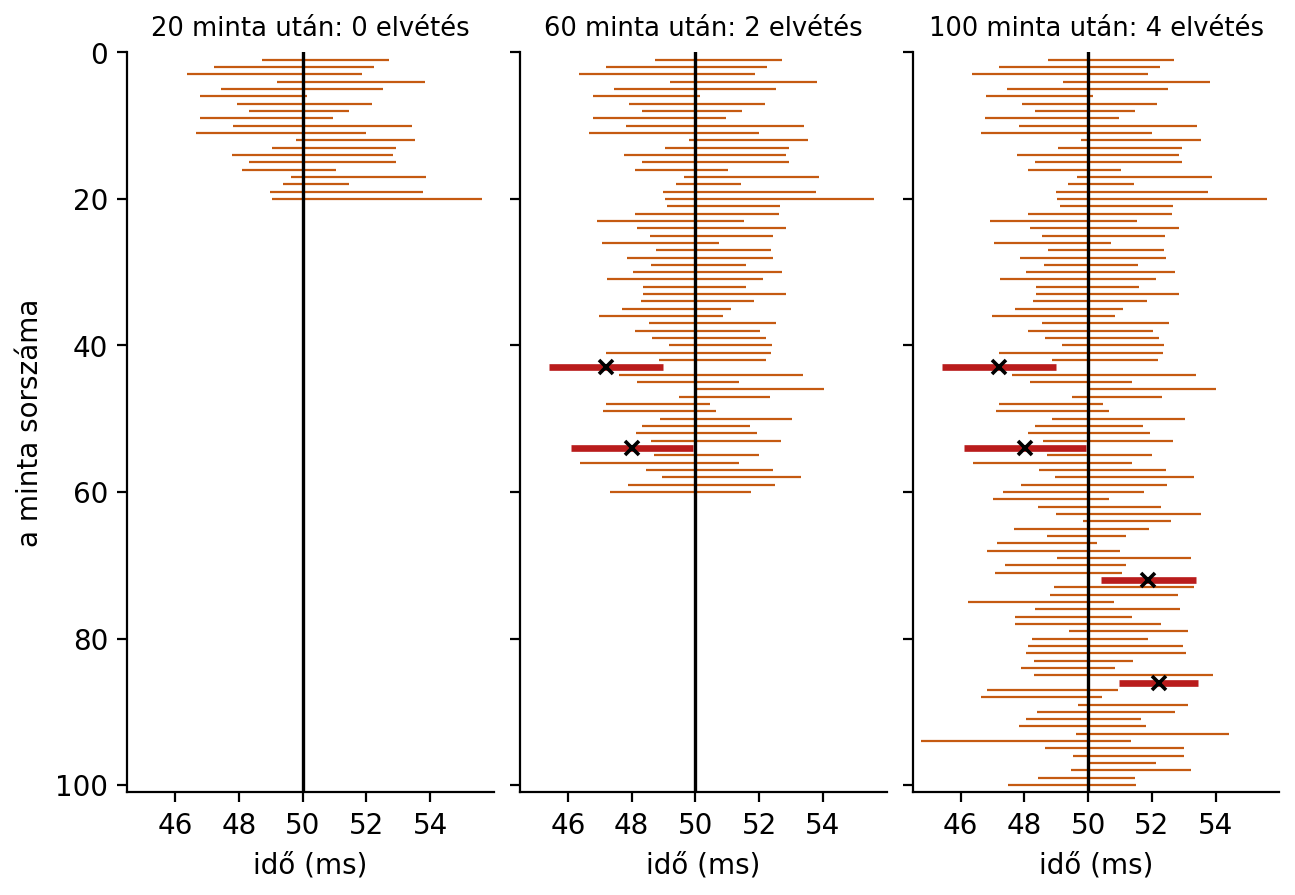 20 minta után: 0 elvétés
60 minta után: 2 elvétés
100 minta után: 4 elvétés
a minta sorszáma
0
20
40
60
80
100
46 48 50 52 54
46 48 50 52 54
46 48 50 52 54
idő (ms)
idő (ms)
idő (ms)